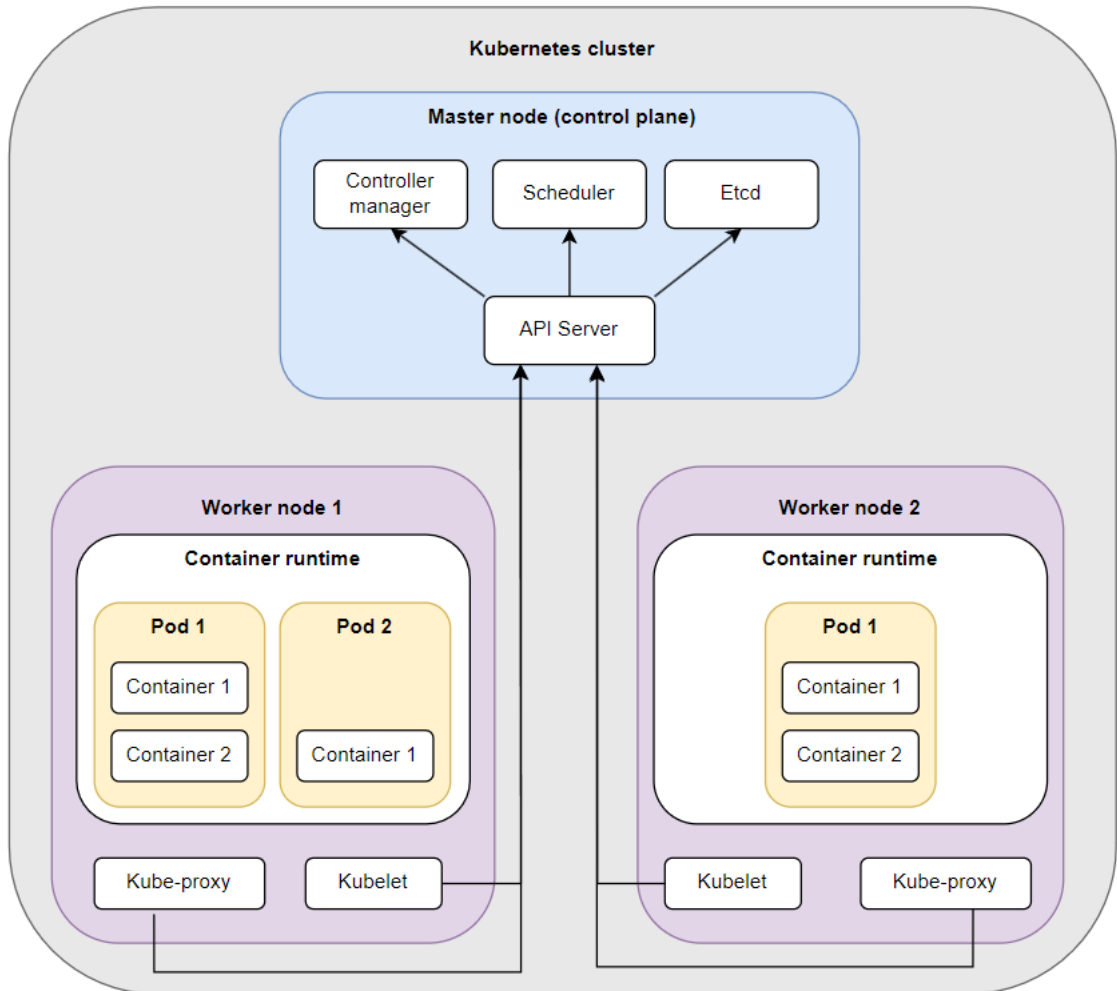 Kubernetes cluster
Master node (control plane)
Controller
manager
Scheduler
Etcd
API Server
Worker node 1
Container runtime
Pod 1
Container 1
Container 2
Pod 2
Container 1
Kube-proxy
Kubelet
Worker node 2
Container runtime
Pod 1
Container 1
Container 2
Kubelet
Kube-proxy